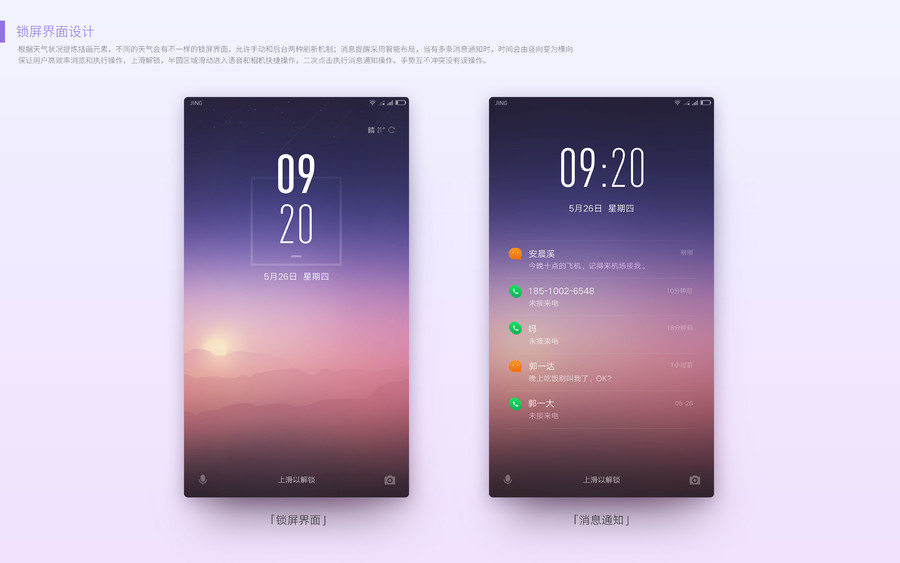 锁屏界面设计
根据天气状况提炼插画元素，不同的天气会有不一样的锁屏界面，允许手动和后台两种刷新机制；消息提醒采用智能布局，当有多条消息通知时，时间会由竖向变为横向
保证用户高效率浏览和执行操作，上滑解锁，半圆区域滑动进入语音和相机快捷操作，二次点击执行消息通知操作，手势互不冲突没有误操作。
JING
晴 21°
09
20
5月26日 星期四
上滑以解锁
「锁屏界面」
JING
09:20
5月26日 星期四
安晨溪 刚刚
今晚十点的飞机，记得来机场接我。
185-1002-6548 10分钟前
未接来电
妈
未接来电
郭一达 1小时前
晚上吃饭别叫我了，OK?
郭一大
未接来电
上滑以解锁
「消息通知」